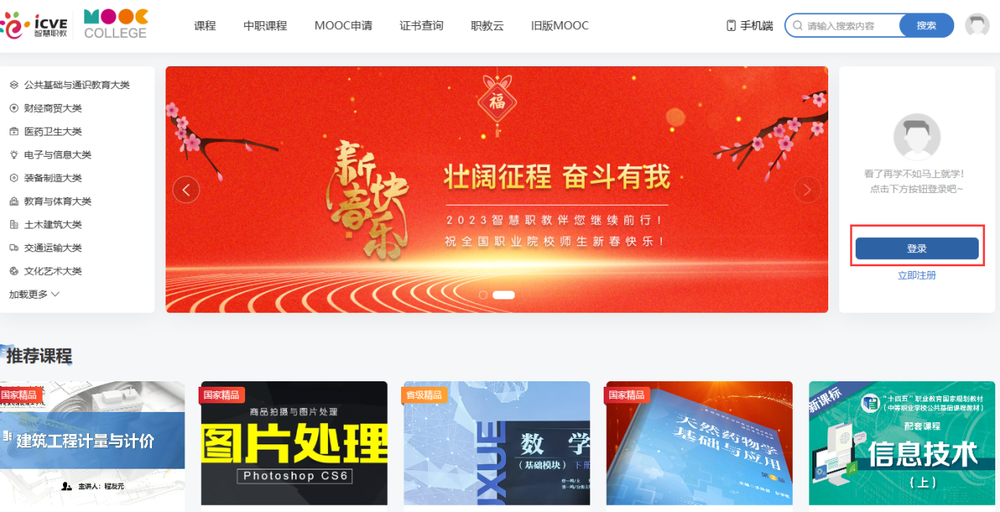 iCVE
智慧职教
MOOC
COLLEGE
课程
中职课程
MOOC申请
证书查询
职教云
旧版MOOC
手机端
请输入搜索内容
搜索
公共基础与通识教育大类
财经商贸大类
医药卫生大类
电子与信息大类
装备制造大类
教育与体育大类
土木建筑大类
交通运输大类
文化艺术大类
加载更多
福
新春快乐
壮阔征程 奋斗有我
2023智慧职教伴您继续前行!
祝全国职业院校师生新春快乐!
看了再学不如马上就学!
点击下方按钮登录吧~
登录
立即注册
推荐课程
国家精品
建筑工程计量与计价
主讲人：程友元
国家精品
商品拍摄与图片处理
图片处理
Photoshop CS6
省级精品
数 学
(基础模块) 下册
UXUE
国家精品
天然药物学
基础与应用
新课标
"十四五"职业教育国家规划教材
(中等职业学校公共基础课程教材)
配套课程
信息技术
(上)